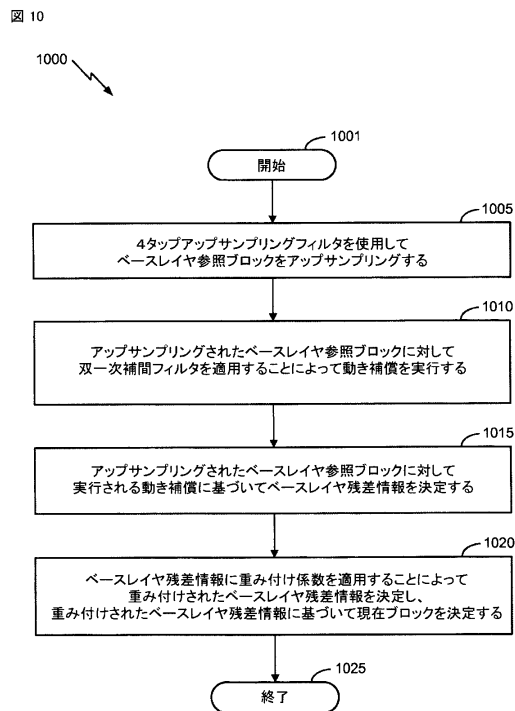 図 10
1000
1001
開始
1005
4タップアップサンプリングフィルタを使用して
ベースレイヤ参照ブロックをアップサンプリングする
1010
アップサンプリングされたベースレイヤ参照ブロックに対して
双一次補間フィルタを適用することによって動き補償を実行する
1015
アップサンプリングされたベースレイヤ参照ブロックに対して
実行される動き補償に基づいてベースレイヤ残差情報を決定する
1020
ベースレイヤ残差情報に重み付け係数を適用することによって
重み付けされたベースレイヤ残差情報を決定し、
重み付けされたベースレイヤ残差情報に基づいて現在ブロックを決定する
1025
終了